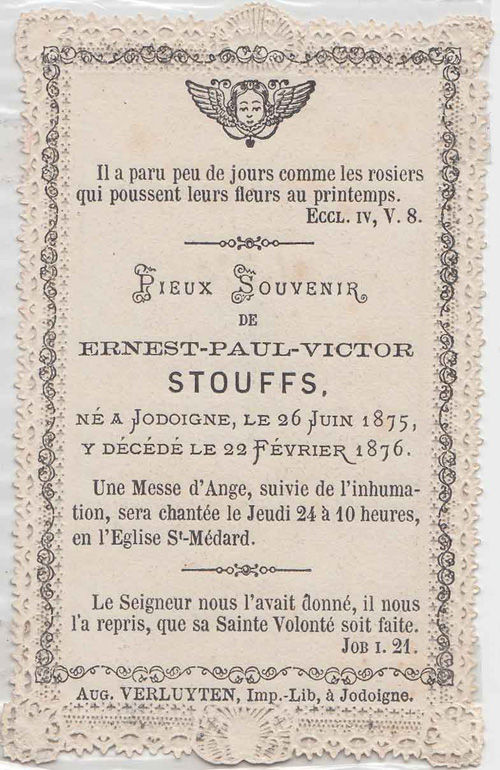 Il a paru peu de jours comme les rosiers
qui poussent leurs fleurs au printemps.
Eccl. iv, V. 8.
Pieux Souvenir
DE
ERNEST-PAUL-VICTOR
STOUFFS,
né a Jodoigne, le 26 Juin 1875,
y décédé le 22 Février 1876.
Une Messe d'Ange, suivie de l'inhuma-
tion, sera chantée le Jeudi 24 à 10 heures,
en l'Eglise St-Médard.
Le Seigneur nous l'avait donné, il nous
l'a repris, que sa Sainte Volonté soit faite.
Job i. 21.
Aug. VERLUYTEN, Imp.-Lib, à Jodoigne.